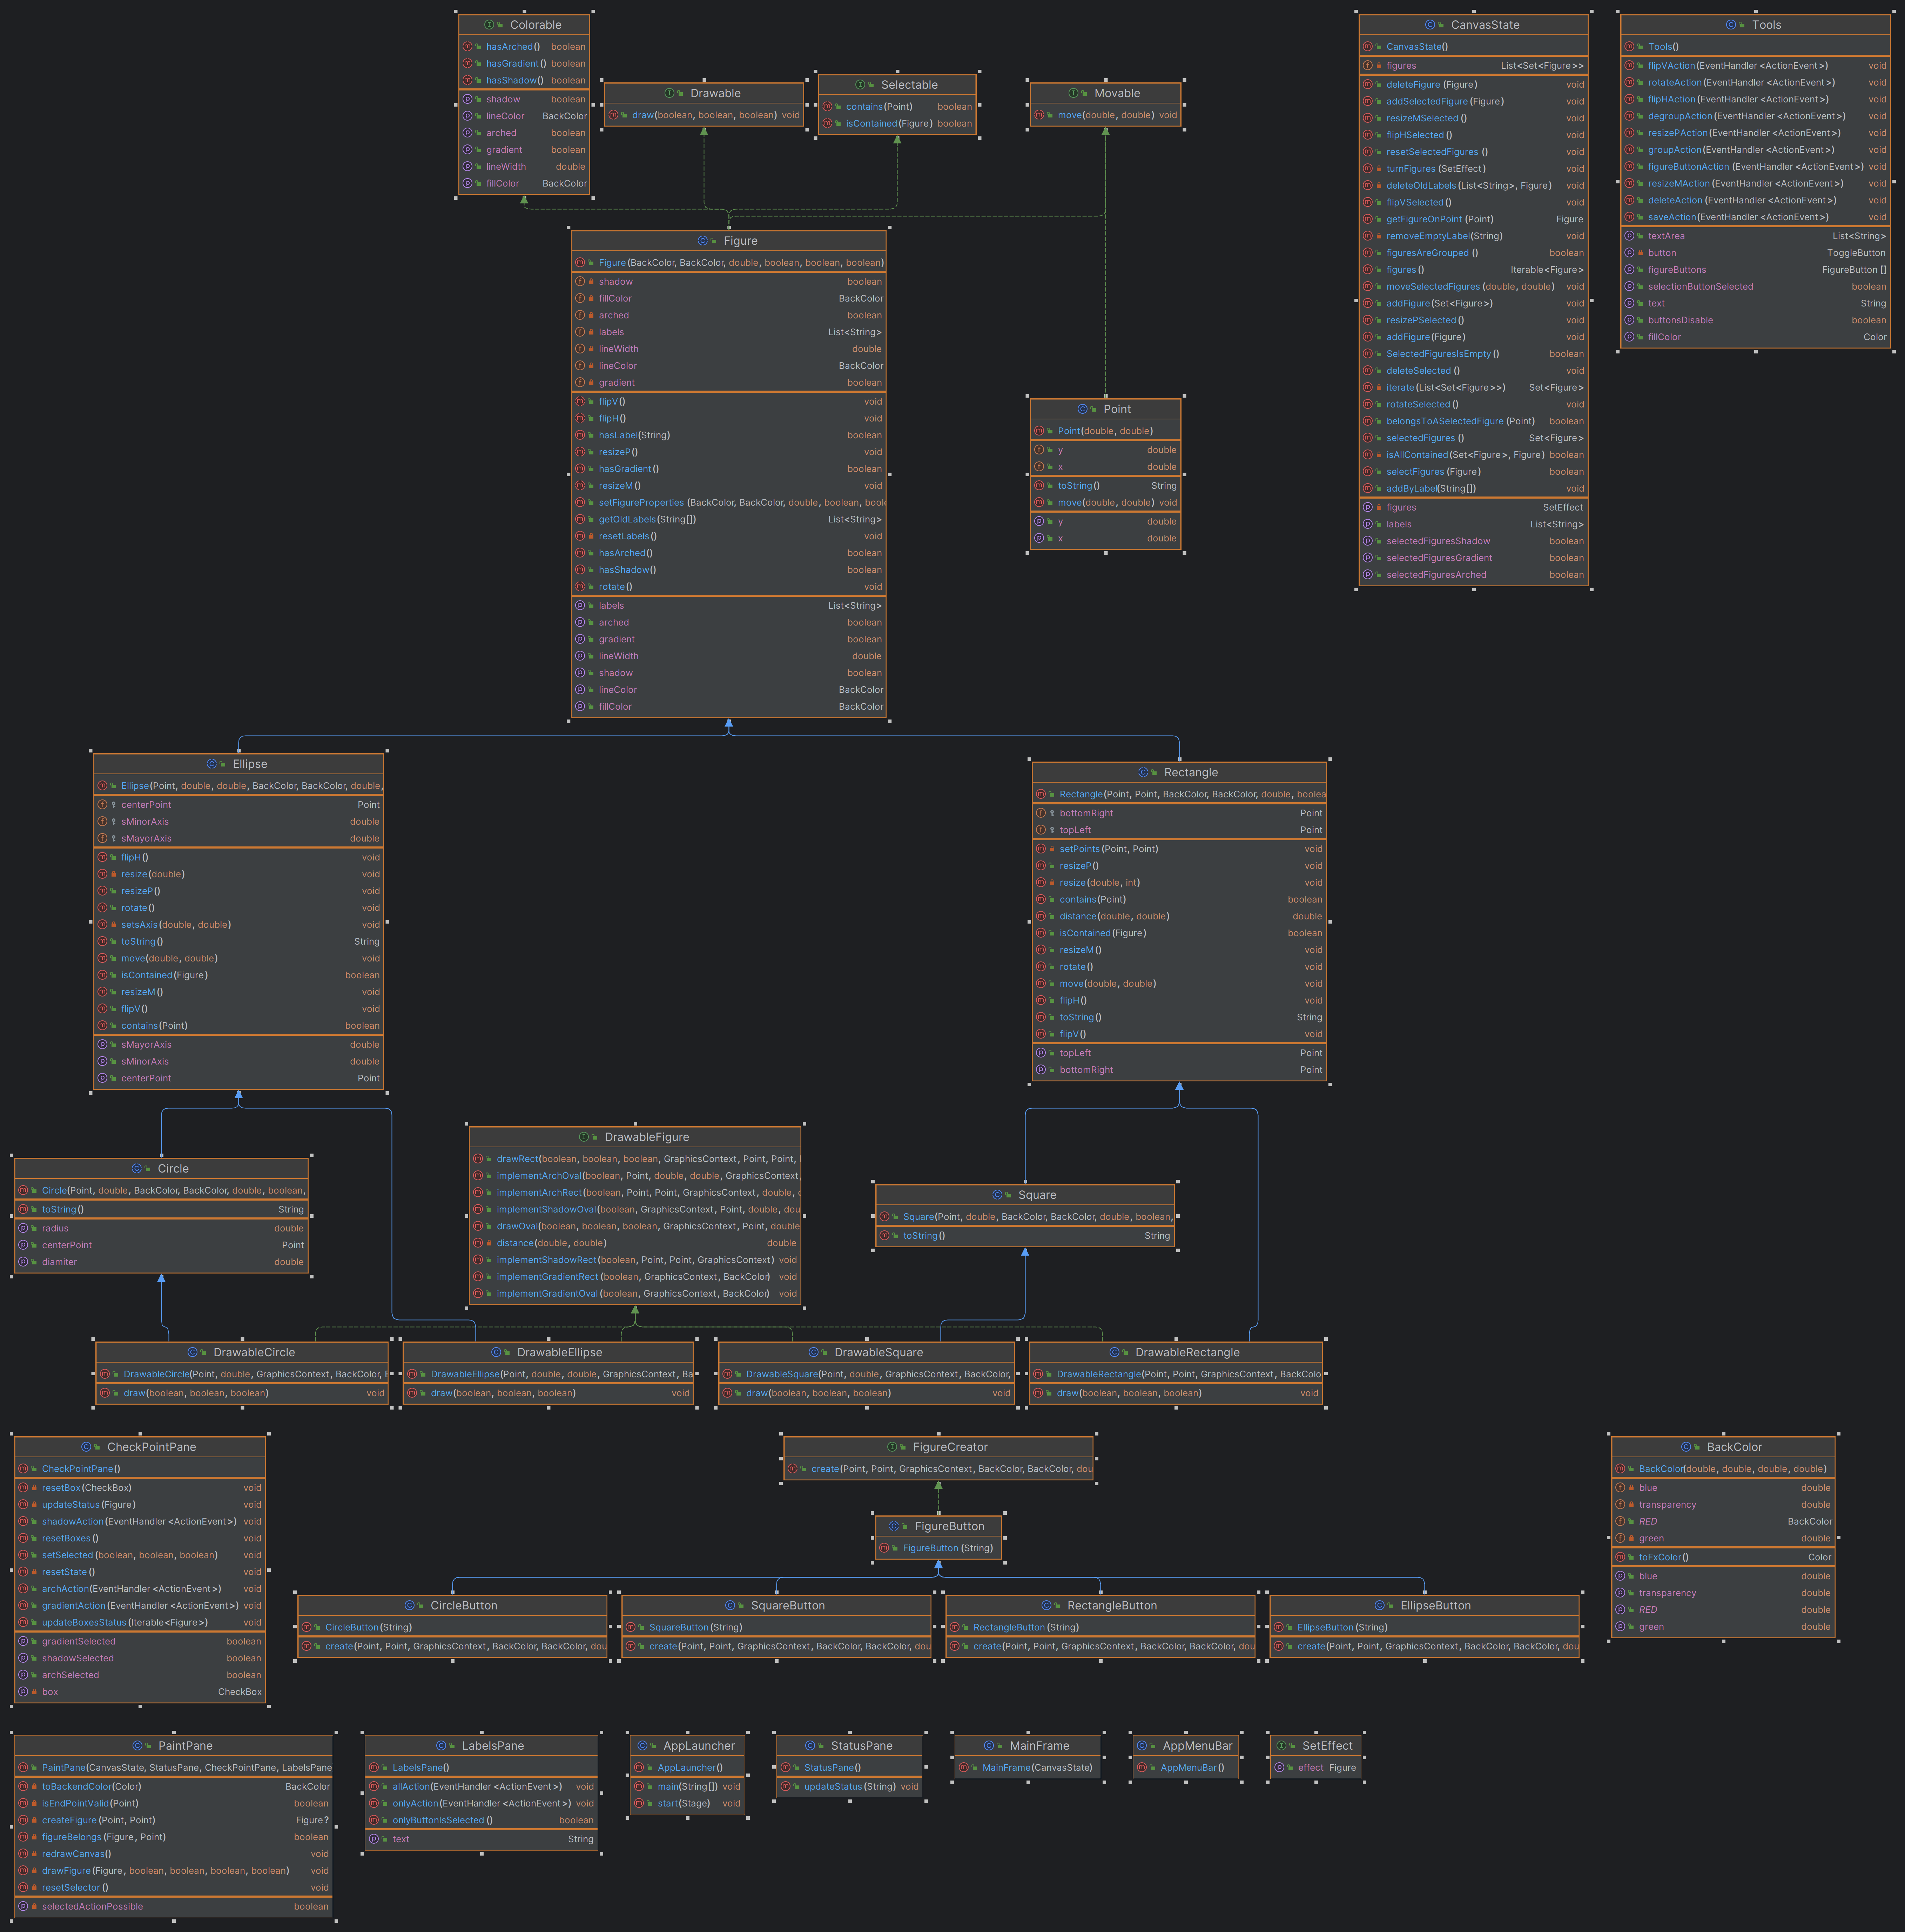 Colorable
hasArched() boolean
hasGradient() boolean
hasShadow() boolean
shadow boolean
lineColor BackColor
arched boolean
gradient boolean
lineWidth double
fillColor BackColor
Drawable
draw(boolean, boolean, boolean) void
Selectable
contains(Point) boolean
isContained(Figure) boolean
Movable
move(double, double) void
CanvasState
CanvasState()
figures List<Set<Figure>>
deleteFigure(Figure) void
addSelectedFigure(Figure) void
resizeMSelected() void
flipHSelected() void
resetSelectedFigures() void
turnFigures(SetEffect) void
deleteOldLabels(List<String>, Figure) void
flipVSelected() void
getFigureOnPoint(Point) Figure
removeEmptyLabel(String) void
figuresAreGrouped() boolean
figures() Iterable<Figure>
moveSelectedFigures(double, double) void
addFigure(Set<Figure>) void
resizePSelected() void
addFigure(Figure) void
SelectedFiguresIsEmpty() boolean
deleteSelected() void
iterate(List<Set<Figure>>) Set<Figure>
rotateSelected() void
belongsToASelectedFigure(Point) boolean
selectedFigures() Set<Figure>
isAllContained(Set<Figure>, Figure) boolean
selectFigures(Figure) boolean
addByLabel(String[]) void
figures SetEffect
labels List<String>
selectedFiguresShadow boolean
selectedFiguresGradient boolean
selectedFiguresArched boolean
Tools
Tools()
flipVAction(EventHandler<ActionEvent>) void
rotateAction(EventHandler<ActionEvent>) void
flipHAction(EventHandler<ActionEvent>) void
degroupAction(EventHandler<ActionEvent>) void
resizePAction(EventHandler<ActionEvent>) void
groupAction(EventHandler<ActionEvent>) void
figureButtonAction(EventHandler<ActionEvent>) void
resizeMAction(EventHandler<ActionEvent>) void
deleteAction(EventHandler<ActionEvent>) void
saveAction(EventHandler<ActionEvent>) void
textArea List<String>
button ToggleButton
figureButtons FigureButton[]
selectionButtonSelected boolean
text String
buttonsDisable boolean
fillColor Color
Figure
Figure(BackColor, BackColor, double, boolean, boolean, boolean)
shadow boolean
fillColor BackColor
arched boolean
labels List<String>
lineWidth double
lineColor BackColor
gradient boolean
flipV() void
flipH() void
hasLabel(String) boolean
resizeP() void
hasGradient() boolean
resizeM() void
setFigureProperties(BackColor, BackColor, double, boolean, bool
getOldLabels(String[]) List<String>
resetLabels() void
hasArched() boolean
hasShadow() boolean
rotate() void
labels List<String>
arched boolean
gradient boolean
lineWidth double
shadow boolean
lineColor BackColor
fillColor BackColor
Point
Point(double, double)
y double
x double
toString() String
move(double, double) void
y double
x double
Ellipse
Ellipse(Point, double, double, BackColor, BackColor, double,
centerPoint Point
sMinorAxis double
sMayorAxis double
flipH() void
resize(double) void
resizeP() void
rotate() void
setsAxis(double, double) void
toString() String
move(double, double) void
isContained(Figure) boolean
resizeM() void
flipV() void
contains(Point) boolean
sMayorAxis double
sMinorAxis double
centerPoint Point
Rectangle
Rectangle(Point, Point, BackColor, BackColor, double, boolea
bottomRight Point
topLeft Point
setPoints(Point, Point) void
resizeP() void
resize(double, int) void
contains(Point) boolean
distance(double, double) double
isContained(Figure) boolean
resizeM() void
rotate() void
move(double, double) void
flipH() void
toString() String
flipV() void
topLeft Point
bottomRight Point
Circle
Circle(Point, double, BackColor, BackColor, double, boolean,
toString() String
radius double
centerPoint Point
diamiter double
DrawableFigure
drawRect(boolean, boolean, boolean, GraphicsContext, Point, Point,
implementArchOval(boolean, Point, double, double, GraphicsContext,
implementArchRect(boolean, Point, Point, GraphicsContext, double,
implementShadowOval(boolean, GraphicsContext, Point, double, dou
drawOval(boolean, boolean, boolean, GraphicsContext, Point, double
distance(double, double) double
implementShadowRect(boolean, Point, Point, GraphicsContext) void
implementGradientRect(boolean, GraphicsContext, BackColor) void
implementGradientOval(boolean, GraphicsContext, BackColor) void
Square
Square(Point, double, BackColor, BackColor, double, boolean,
toString() String
DrawableCircle
DrawableCircle(Point, double, GraphicsContext, BackColor, B
draw(boolean, boolean, boolean) void
DrawableEllipse
DrawableEllipse(Point, double, double, GraphicsContext, Ba
draw(boolean, boolean, boolean) void
DrawableSquare
DrawableSquare(Point, double, GraphicsContext, BackColor,
draw(boolean, boolean, boolean) void
DrawableRectangle
DrawableRectangle(Point, Point, GraphicsContext, BackColo
draw(boolean, boolean, boolean) void
CheckPointPane
CheckPointPane()
resetBox(CheckBox) void
updateStatus(Figure) void
shadowAction(EventHandler<ActionEvent>) void
resetBoxes() void
setSelected(boolean, boolean, boolean) void
resetState() void
archAction(EventHandler<ActionEvent>) void
gradientAction(EventHandler<ActionEvent>) void
updateBoxesStatus(Iterable<Figure>) void
gradientSelected boolean
shadowSelected boolean
archSelected boolean
box CheckBox
FigureCreator
create(Point, Point, GraphicsContext, BackColor, BackColor, dou
FigureButton
FigureButton(String)
CircleButton
CircleButton(String)
create(Point, Point, GraphicsContext, BackColor, BackColor, dou
SquareButton
SquareButton(String)
create(Point, Point, GraphicsContext, BackColor, BackColor, dou
RectangleButton
RectangleButton(String)
create(Point, Point, GraphicsContext, BackColor, BackColor, dou
EllipseButton
EllipseButton(String)
create(Point, Point, GraphicsContext, BackColor, BackColor, dou
BackColor
BackColor(double, double, double, double)
blue double
transparency double
RED BackColor
green double
toFxColor() Color
blue double
transparency double
RED double
green double
PaintPane
PaintPane(CanvasState, StatusPane, CheckPointPane, LabelsPane
toBackendColor(Color) BackColor
isEndPointValid(Point) boolean
createFigure(Point, Point) Figure?
figureBelongs(Figure, Point) boolean
redrawCanvas() void
drawFigure(Figure, boolean, boolean, boolean, boolean) void
resetSelector() void
selectedActionPossible boolean
LabelsPane
LabelsPane()
allAction(EventHandler<ActionEvent>) void
onlyAction(EventHandler<ActionEvent>) void
onlyButtonIsSelected() boolean
text String
AppLauncher
AppLauncher()
main(String[]) void
start(Stage) void
StatusPane
StatusPane()
updateStatus(String) void
MainFrame
MainFrame(CanvasState)
AppMenuBar
AppMenuBar()
SetEffect
effect Figure